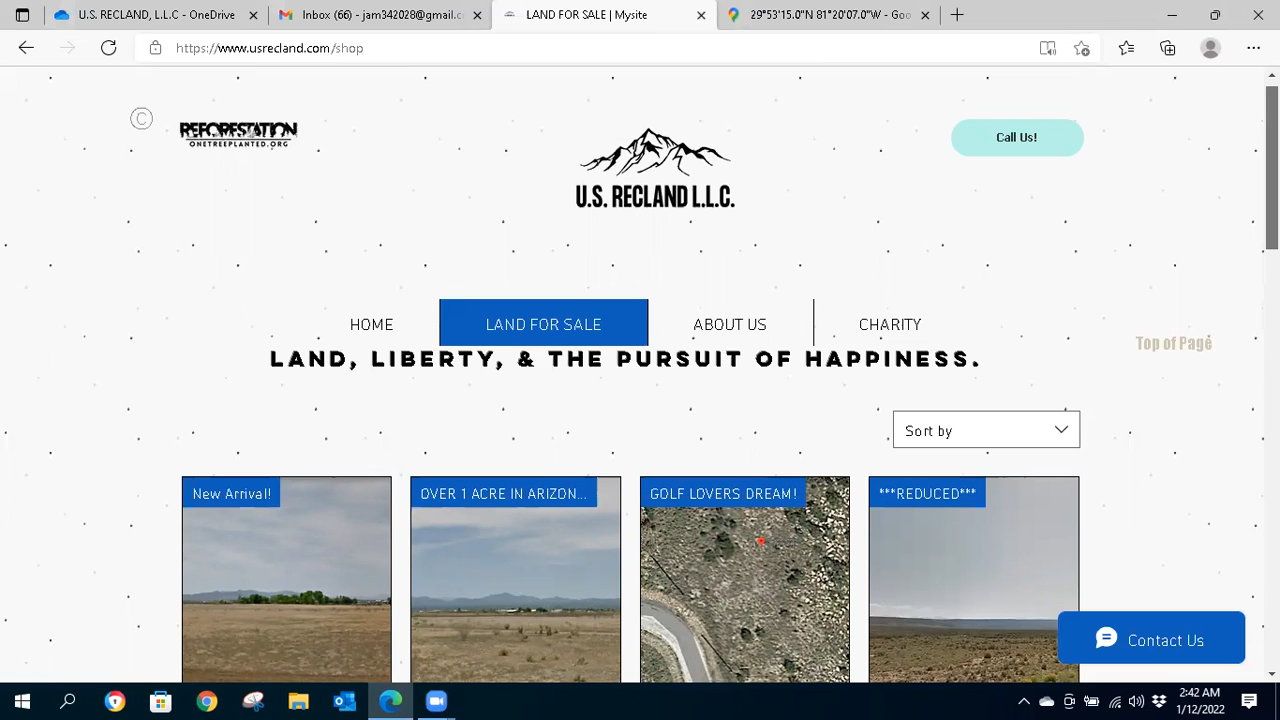 U.S. RECLAND, L.L.C - OneDrive
Inbox (66) - jam342028@gmail.c
LAND FOR SALE | Mysite
29°53'15.0"N 81°20'07.0"W - Goo
https://www.usrecland.com/shop
©
REFORESTATION
ONETREEPLANTED.ORG
U.S. RECLAND L.L.C.
Call Us!
HOME
LAND FOR SALE
ABOUT US
CHARITY
LAND, LIBERTY, & THE PURSUIT OF HAPPINESS.
Top of Page
Sort by
New Arrival!
OVER 1 ACRE IN ARIZON...
GOLF LOVERS DREAM!
***REDUCED***
Contact Us
2:42 AM
1/12/2022